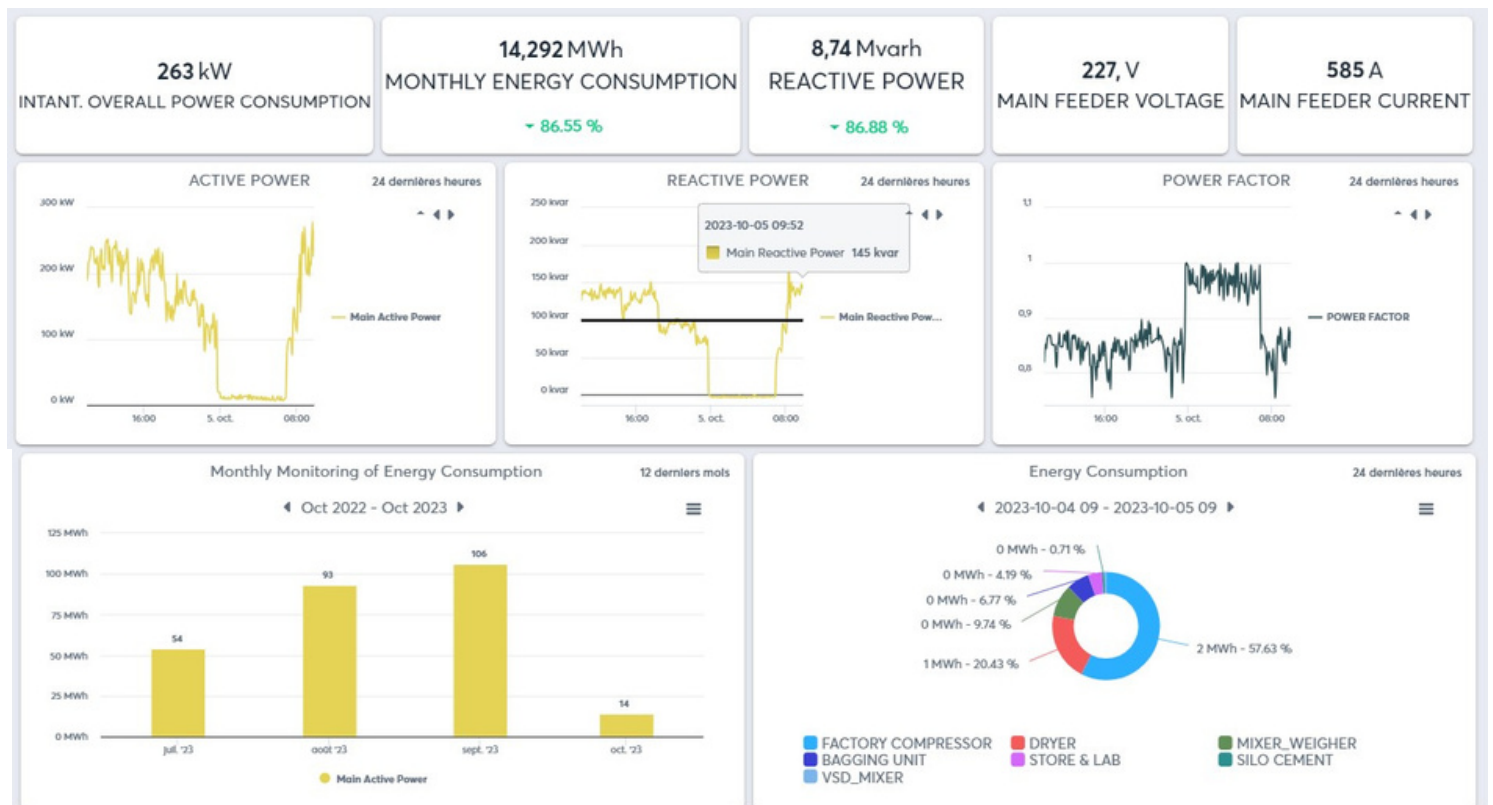 263 kW
INTANT. OVERALL POWER CONSUMPTION
14,292 MWh
MONTHLY ENERGY CONSUMPTION
86.55 %
8,74 Mvarh
REACTIVE POWER
86.88 %
227, V
MAIN FEEDER VOLTAGE
585 A
MAIN FEEDER CURRENT
ACTIVE POWER
24 dernières heures
300 kW
200 kW
100 kW
0 kW
16:00
5. oct.
08:00
Main Active Power
REACTIVE POWER
24 dernières heures
250 kvar
200 kvar
150 kvar
100 kvar
50 kvar
0 kvar
2023-10-05 09:52
Main Reactive Power 145 kvar
16:00
5. oct.
08:00
Main Reactive Pow...
POWER FACTOR
24 dernières heures
1,1
1
0,9
0,8
16:00
5. oct.
08:00
POWER FACTOR
Monthly Monitoring of Energy Consumption
12 derniers mois
Oct 2022 - Oct 2023
125 MWh
100 MWh
75 MWh
50 MWh
25 MWh
0 MWh
54
93
106
14
juil. '23
août '23
sept. '23
oct. '23
Main Active Power
Energy Consumption
24 dernières heures
2023-10-04 09 - 2023-10-05 09
0 MWh - 0.71 %
0 MWh - 4.19 %
0 MWh - 6.77 %
0 MWh - 9.74 %
1 MWh - 20.43 %
2 MWh - 57.63 %
FACTORY COMPRESSOR
DRYER
MIXER_WEIGHER
BAGGING UNIT
STORE & LAB
SILO CEMENT
VSD_MIXER